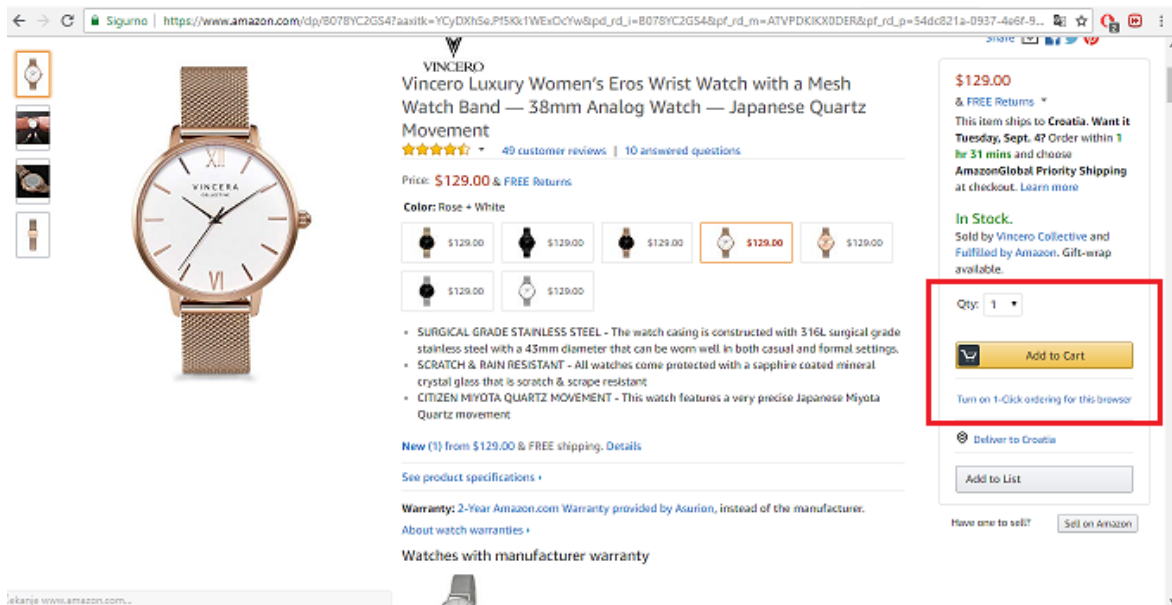 Sigurno | https://www.amazon.com/dp/B078YC2GS4?aaxitk=YCyDXhSe.Pf5Kk1WExOcYw&pd_rd_i=B078YC2GS4&pf_rd_m=ATVPDKIKX0DER&pf_rd_p=54dc821a-0937-4e6f-9...
Share
VINCERO
Vincero Luxury Women's Eros Wrist Watch with a Mesh
Watch Band — 38mm Analog Watch — Japanese Quartz
Movement
49 customer reviews | 10 answered questions
Price: $129.00 & FREE Returns
Color: Rose + White
$129.00 $129.00 $129.00 $129.00 $129.00
$129.00 $129.00
• SURGICAL GRADE STAINLESS STEEL - The watch casing is constructed with 316L surgical grade
stainless steel with a 43mm diameter that can be worn well in both casual and formal settings.
• SCRATCH & RAIN RESISTANT - All watches come protected with a sapphire coated mineral
crystal glass that is scratch & scrape resistant
• CITIZEN MIYOTA QUARTZ MOVEMENT - This watch features a very precise Japanese Miyota
Quartz movement
New (1) from $129.00 & FREE shipping. Details
See product specifications ›
Warranty: 2-Year Amazon.com Warranty provided by Asurion, instead of the manufacturer.
About watch warranties ›
Watches with manufacturer warranty
XII
VINCERA
COLLECTIVE
VI
$129.00
& FREE Returns
This item ships to Croatia. Want it
Tuesday, Sept. 4? Order within 1
hr 31 mins and choose
AmazonGlobal Priority Shipping
at checkout. Learn more
In Stock.
Sold by Vincero Collective and
Fulfilled by Amazon. Gift-wrap
available.
Qty: 1
Add to Cart
Turn on 1-Click ordering for this browser
Deliver to Croatia
Add to List
Have one to sell? Sell on Amazon
www.amazon.com...